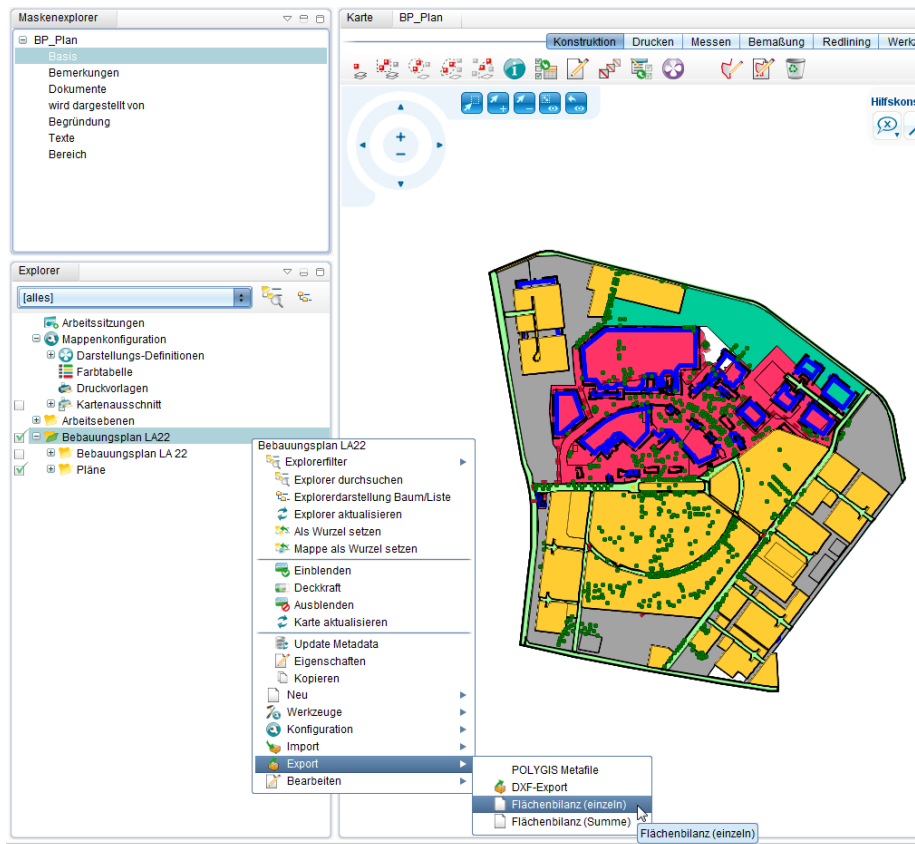 Maskenexplorer
BP_Plan
Basis
Bemerkungen
Dokumente
wird dargestellt von
Begründung
Texte
Bereich
Explorer
[alles]
Arbeitssitzungen
Mappenkonfiguration
Darstellungs-Definitionen
Farbtabelle
Druckvorlagen
Kartenausschnitt
Arbeitsebenen
Bebauungsplan LA22
Bebauungsplan LA 22
Pläne
Karte BP_Plan
Konstruktion Drucken Messen Bemaßung Redlining Werkz
Hilfskons
Bebauungsplan LA22
Explorerfilter
Explorer durchsuchen
Explorerdarstellung Baum/Liste
Explorer aktualisieren
Als Wurzel setzen
Mappe als Wurzel setzen
Einblenden
Deckkraft
Ausblenden
Karte aktualisieren
Update Metadata
Eigenschaften
Kopieren
Neu
Werkzeuge
Konfiguration
Import
Export
Bearbeiten
POLYGIS Metafile
DXF-Export
Flächenbilanz (einzeln)
Flächenbilanz (Summe)
Flächenbilanz (einzeln)